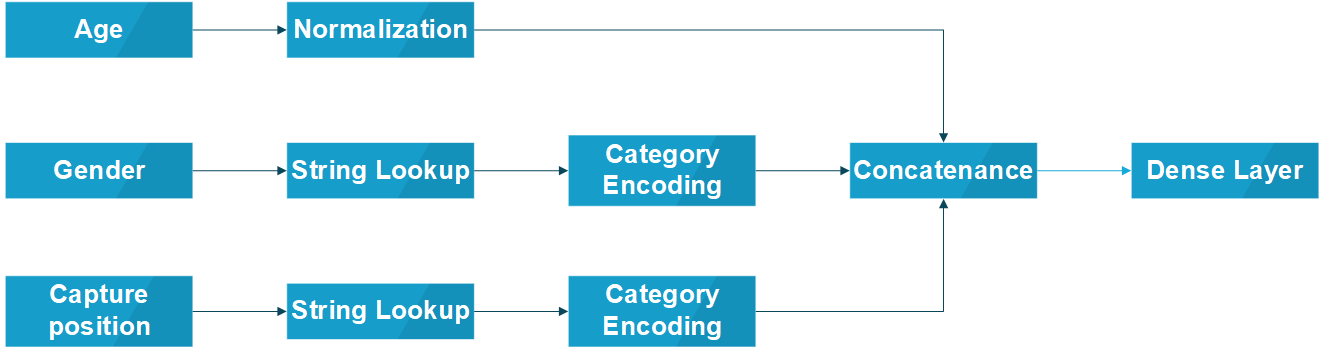 Age
Normalization
Gender
String Lookup
Category
Encoding
Concatenance
Dense Layer
Capture
position
String Lookup
Category
Encoding